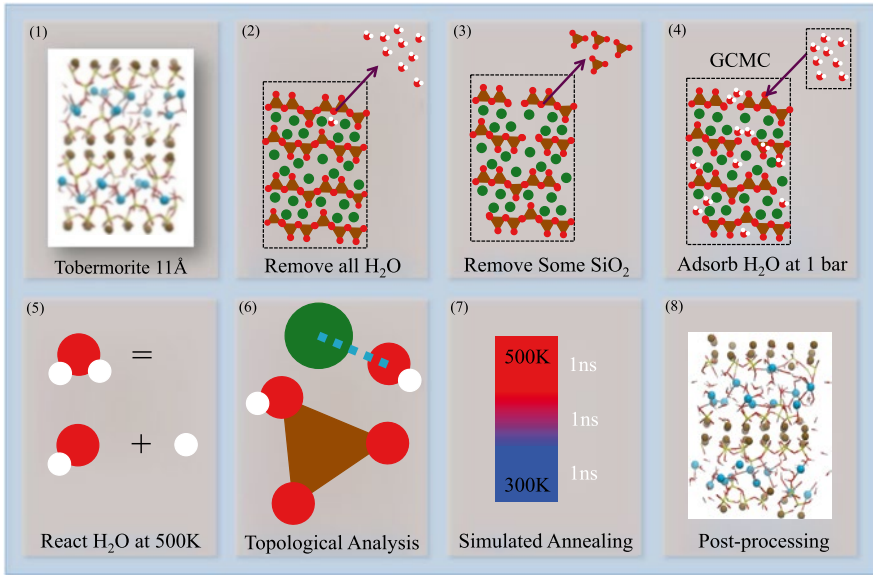 (1)
Tobermorite 11Å
(2)
Remove all H₂O
(3)
Remove Some SiO₂
(4)
GCMC
Adsorb H₂O at 1 bar
(5)
=
+
React H₂O at 500K
(6)
Topological Analysis
(7)
500K
1ns
1ns
300K
1ns
Simulated Annealing
(8)
Post-processing